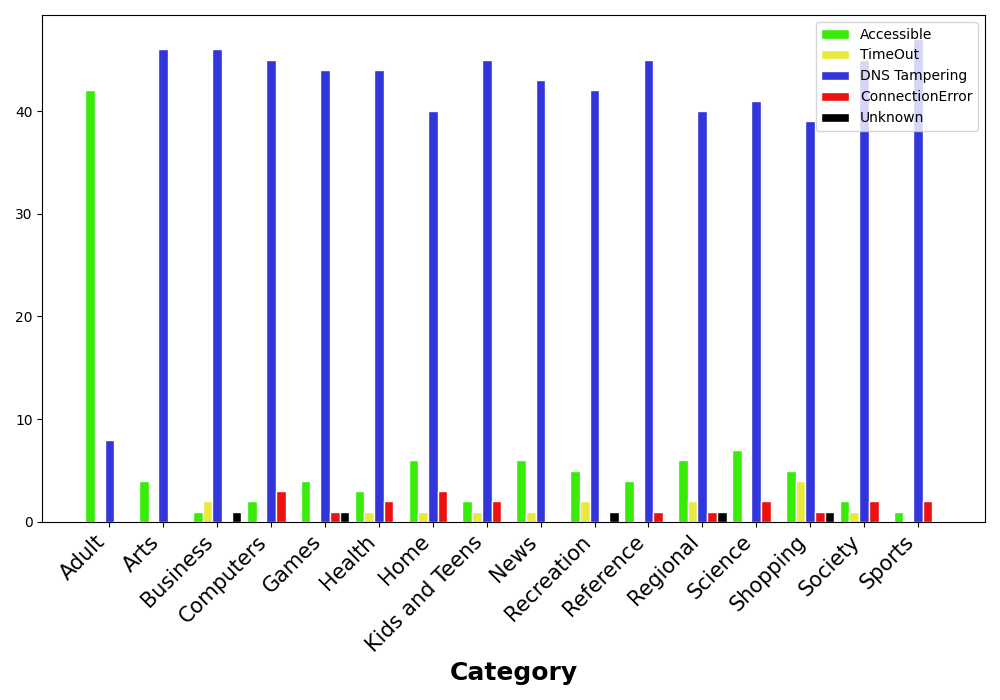 Accessible
TimeOut
DNS Tampering
ConnectionError
Unknown
40
30
20
10
0
Adult
Arts
Business
Computers
Games
Health
Home
Kids and Teens
News
Recreation
Reference
Regional
Science
Shopping
Society
Sports
Category